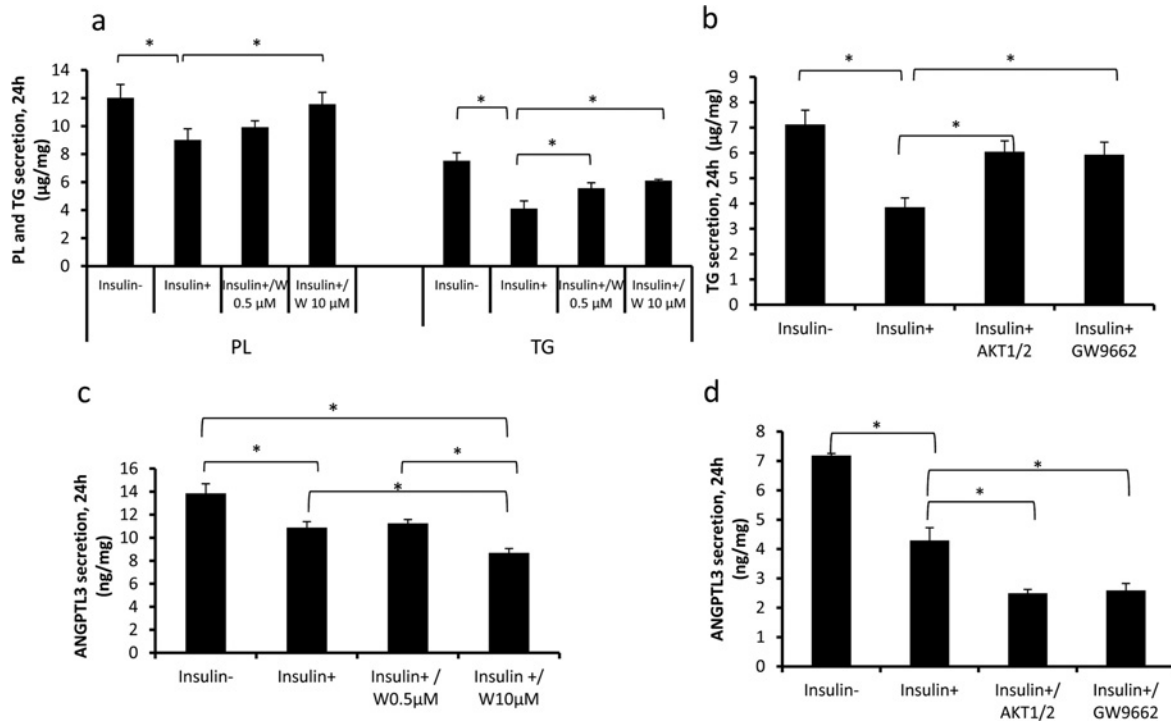 a
PL and TG secretion, 24h
(µg/mg)
14
12
10
8
6
4
2
0
*
*
*
*
*
Insulin-
Insulin+
Insulin+/W
0.5 µM
Insulin+/
W 10 µM
Insulin-
Insulin+
Insulin+/W
0.5 µM
Insulin+/
W 10 µM
PL
TG
b
TG secretion, 24h (µg/mg)
9
8
7
6
5
4
3
2
1
0
*
*
*
Insulin-
Insulin+
Insulin+
AKT1/2
Insulin+
GW9662
c
ANGPTL3 secretion, 24h
(ng/mg)
16
14
12
10
8
6
4
2
0
*
*
*
*
Insulin-
Insulin+
Insulin+ /
W0.5µM
Insulin +/
W10µM
d
ANGPTL3 secretion, 24h
(ng/mg)
8
7
6
5
4
3
2
1
0
*
*
*
Insulin-
Insulin+
Insulin+/
AKT1/2
Insulin+/
GW9662